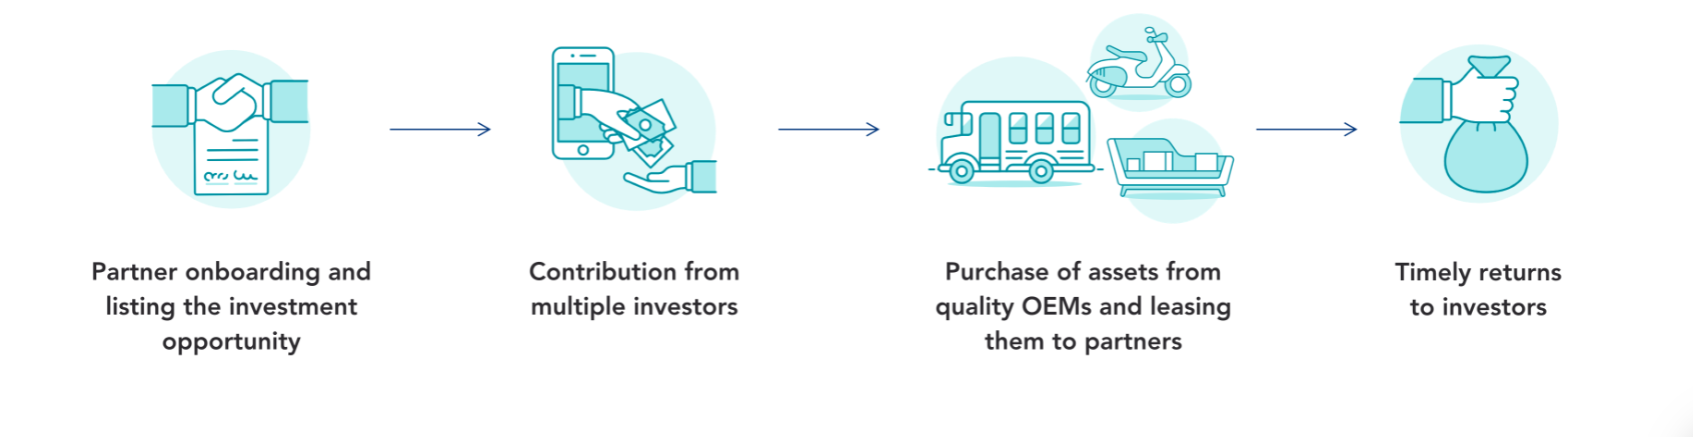 Partner onboarding and
listing the investment
opportunity
Contribution from
multiple investors
Purchase of assets from
quality OEMs and leasing
them to partners
Timely returns
to investors